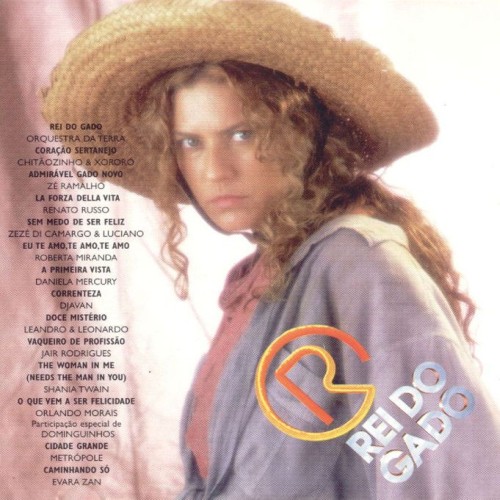 REI DO GADO
ORQUESTRA DA TERRA
CORAÇÃO SERTANEJO
CHITÃOZINHO & XORORÓ
ADMIRÁVEL GADO NOVO
ZÉ RAMALHO
LA FORZA DELLA VITA
RENATO RUSSO
SEM MEDO DE SER FELIZ
ZEZÉ DI CAMARGO & LUCIANO
EU TE AMO,TE AMO,TE AMO
ROBERTA MIRANDA
A PRIMEIRA VISTA
DANIELA MERCURY
CORRENTEZA
DJAVAN
DOCE MISTÉRIO
LEANDRO & LEONARDO
VAQUEIRO DE PROFISSÃO
JAIR RODRIGUES
THE WOMAN IN ME
(NEEDS THE MAN IN YOU)
SHANIA TWAIN
O QUE VEM A SER FELICIDADE
ORLANDO MORAIS
Participação especial de
DOMINGUINHOS
CIDADE GRANDE
METRÓPOLE
CAMINHANDO SÓ
EVARA ZAN
R
REI DO
GADO